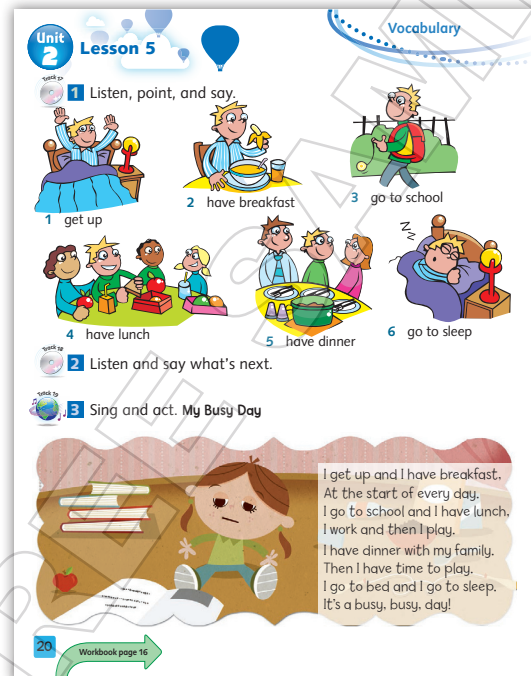 Unit
2
Lesson 5
Vocabulary
Track 17
1 Listen, point, and say.
1 get up
2 have breakfast
3 go to school
4 have lunch
5 have dinner
Z Z Z
6 go to sleep
Track 18
2 Listen and say what's next.
Track 19
3 Sing and act. My Busy Day
I get up and I have breakfast,
At the start of every day.
I go to school and I have lunch,
I work and then I play.
I have dinner with my family.
Then I have time to play.
I go to bed and I go to sleep.
It's a busy, busy, day!
20
Workbook page 16
FREE SAM